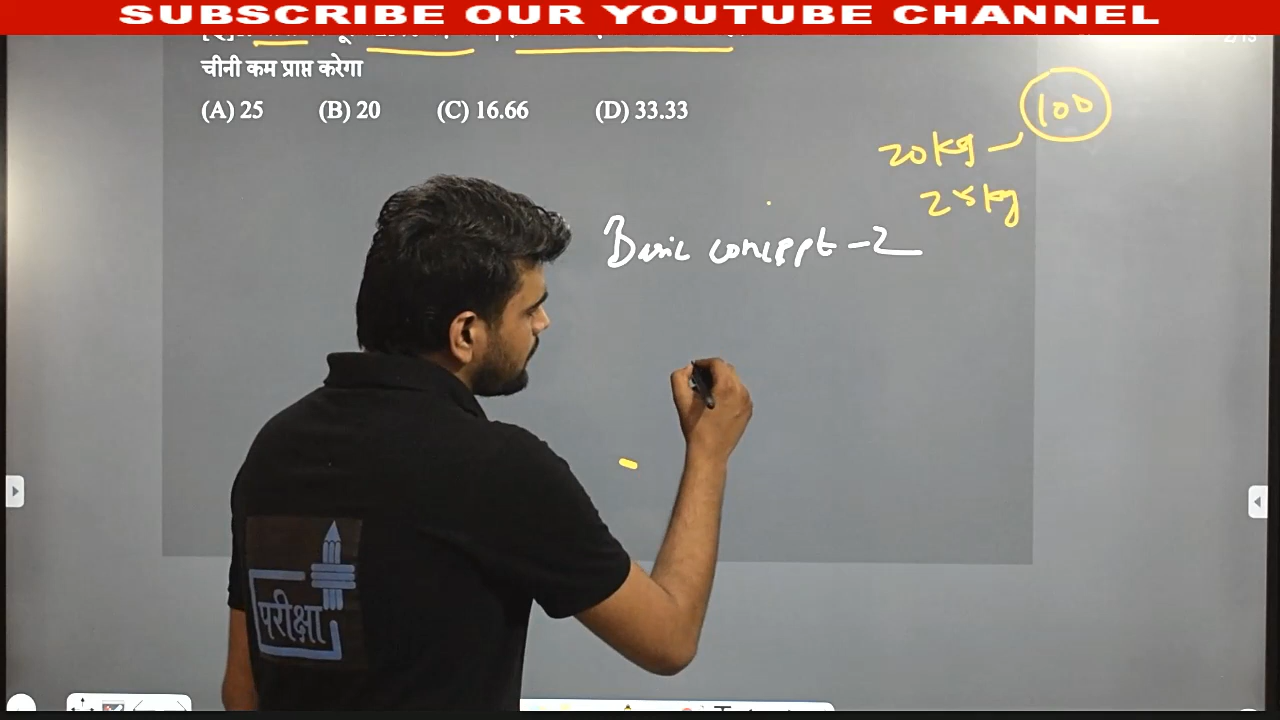 SUBSCRIBE OUR YOUTUBE CHANNEL
चीनी कम प्राप्त करेगा
(A) 25 (B) 20 (C) 16.66 (D) 33.33
100
20kg
25kg
Basic concept -2
परीक्षा